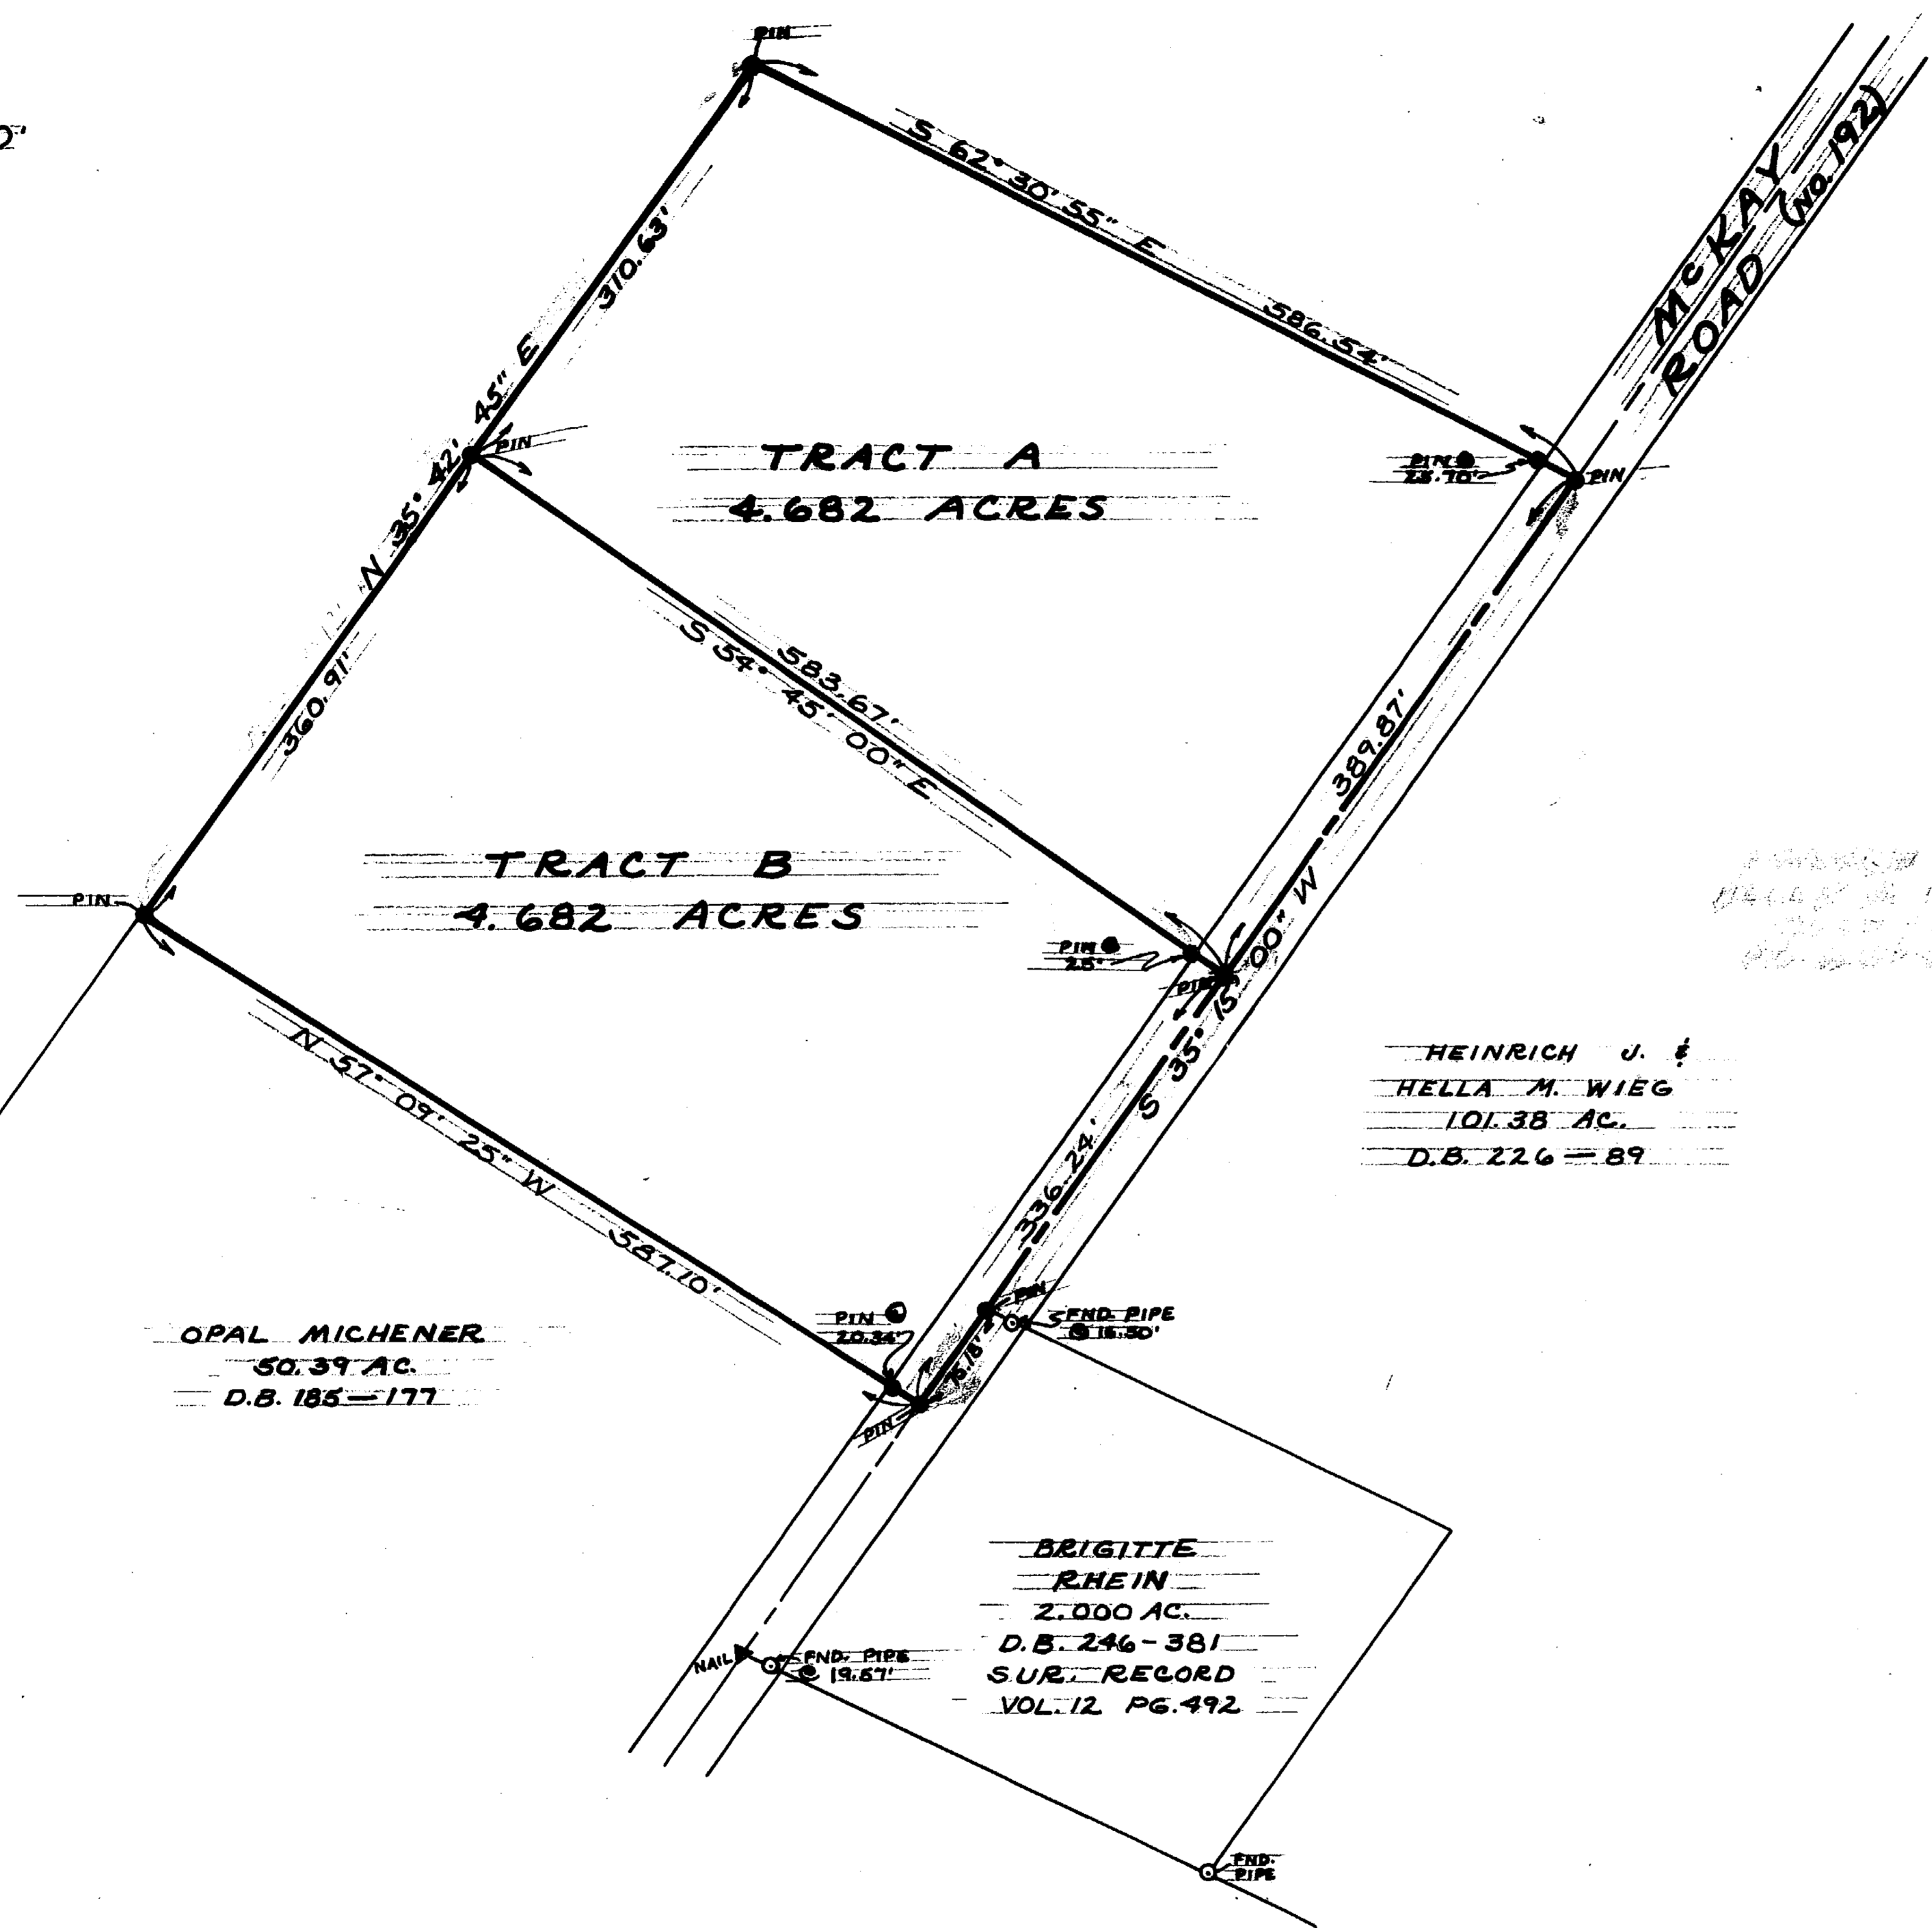 PIN
S 62° 30' 55" E
586.54'
McKAY
ROAD (NO. 192)
310.63'
N 35° 42' 45" E
PIN
TRACT A
4.682 ACRES
PIN @
PIN
360.91'
583.67'
S 54° 45' 00" E
389.87'
TRACT B
4.682 ACRES
PIN
PIN @
25'
PIN
S 35° 15' 00" W
HEINRICH J. &
HELLA M. WIEG
101.38 AC.
D.B. 226-89
N 57° 09' 25" W
587.10'
336.24'
PIN
FND. PIPE
@ 16.50'
PIN @
20.34'
75.18'
PIN
OPAL MICHENER
50.39 AC.
D.B. 185-177
BRIGITTE
RHEIN
2.000 AC.
D.B. 246-381
SUR. RECORD
VOL. 12 PG. 492
NAIL
FND. PIPE
@ 19.57'
FND.
PIPE